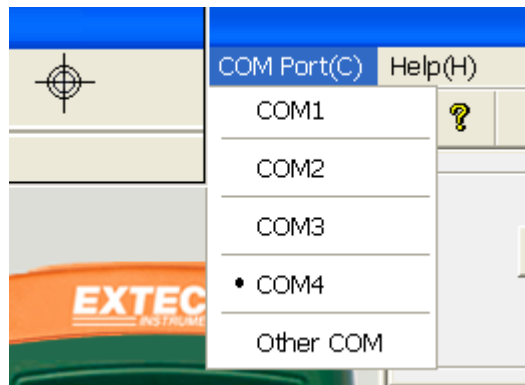 COM Port(C) Help(H)
COM1
COM2
COM3
• COM4
Other COM
EXTEC